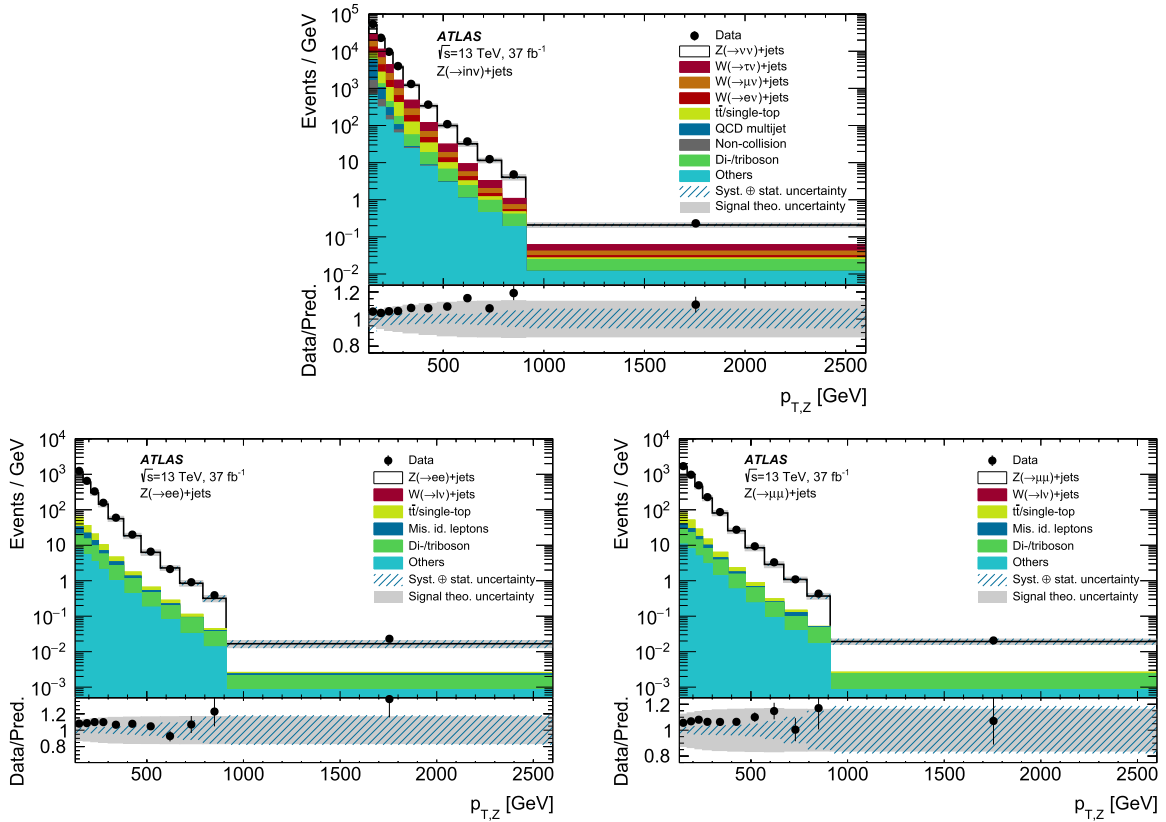 Events / GeV
10⁵
10⁴
10³
10²
10
1
10⁻¹
10⁻²
ATLAS
√s=13 TeV, 37 fb⁻¹
Z(→inv)+jets
Data
Z(→νν)+jets
W(→τν)+jets
W(→μν)+jets
W(→eν)+jets
tt̄/single-top
QCD multijet
Non-collision
Di-/triboson
Others
Syst. ⊕ stat. uncertainty
Signal theo. uncertainty
Data/Pred.
1.2
1
0.8
500 1000 1500 2000 2500
p_T,Z [GeV]
Events / GeV
10⁴
10³
10²
10
1
10⁻¹
10⁻²
10⁻³
ATLAS
√s=13 TeV, 37 fb⁻¹
Z(→ee)+jets
Data
Z(→ee)+jets
W(→lν)+jets
tt̄/single-top
Mis. id. leptons
Di-/triboson
Others
Syst. ⊕ stat. uncertainty
Signal theo. uncertainty
Data/Pred.
1.2
1
0.8
500 1000 1500 2000 2500
p_T,Z [GeV]
Events / GeV
10⁴
10³
10²
10
1
10⁻¹
10⁻²
10⁻³
ATLAS
√s=13 TeV, 37 fb⁻¹
Z(→μμ)+jets
Data
Z(→μμ)+jets
W(→lν)+jets
tt̄/single-top
Mis. id. leptons
Di-/triboson
Others
Syst. ⊕ stat. uncertainty
Signal theo. uncertainty
Data/Pred.
1.2
1
0.8
500 1000 1500 2000 2500
p_T,Z [GeV]